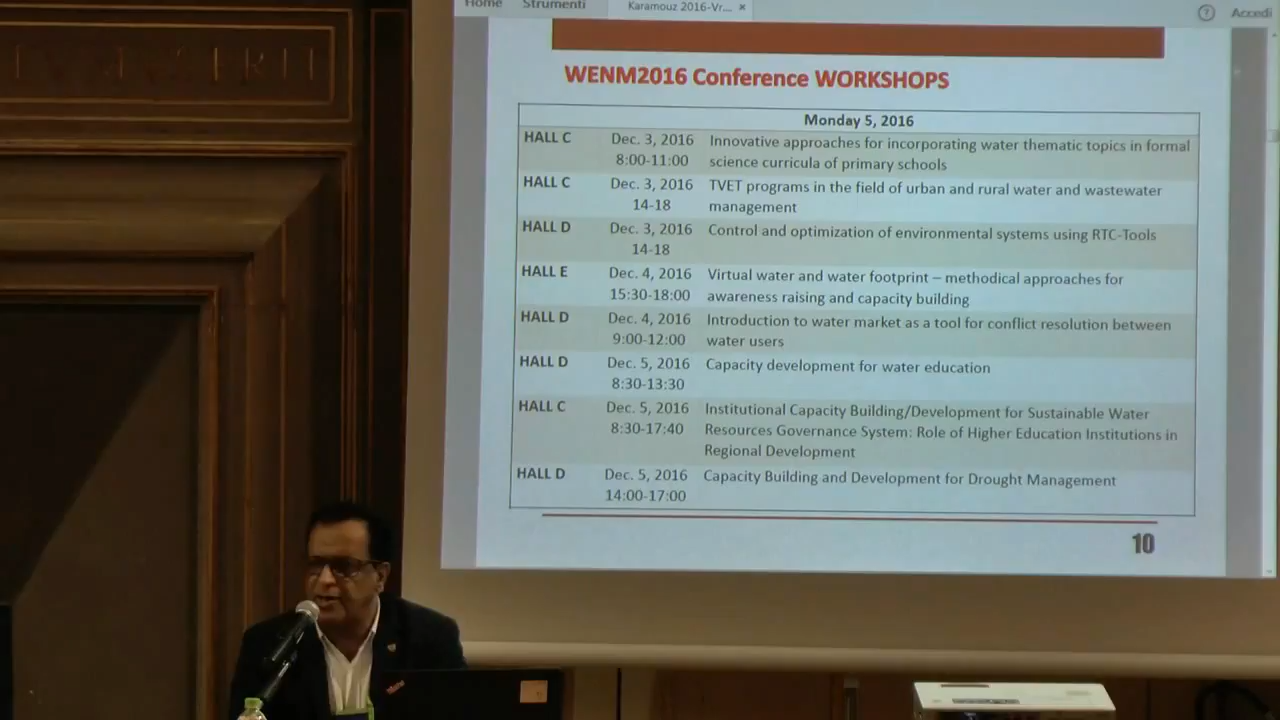 Home Strumenti Karamouz 2016-Vr... × ? Accedi
WENM2016 Conference WORKSHOPS
Monday 5, 2016
HALL C Dec. 3, 2016 Innovative approaches for incorporating water thematic topics in formal
8:00-11:00 science curricula of primary schools
HALL C Dec. 3, 2016 TVET programs in the field of urban and rural water and wastewater
14-18 management
HALL D Dec. 3, 2016 Control and optimization of environmental systems using RTC-Tools
14-18
HALL E Dec. 4, 2016 Virtual water and water footprint – methodical approaches for
15:30-18:00 awareness raising and capacity building
HALL D Dec. 4, 2016 Introduction to water market as a tool for conflict resolution between
9:00-12:00 water users
HALL D Dec. 5, 2016 Capacity development for water education
8:30-13:30
HALL C Dec. 5, 2016 Institutional Capacity Building/Development for Sustainable Water
8:30-17:40 Resources Governance System: Role of Higher Education Institutions in
Regional Development
HALL D Dec. 5, 2016 Capacity Building and Development for Drought Management
14:00-17:00
10